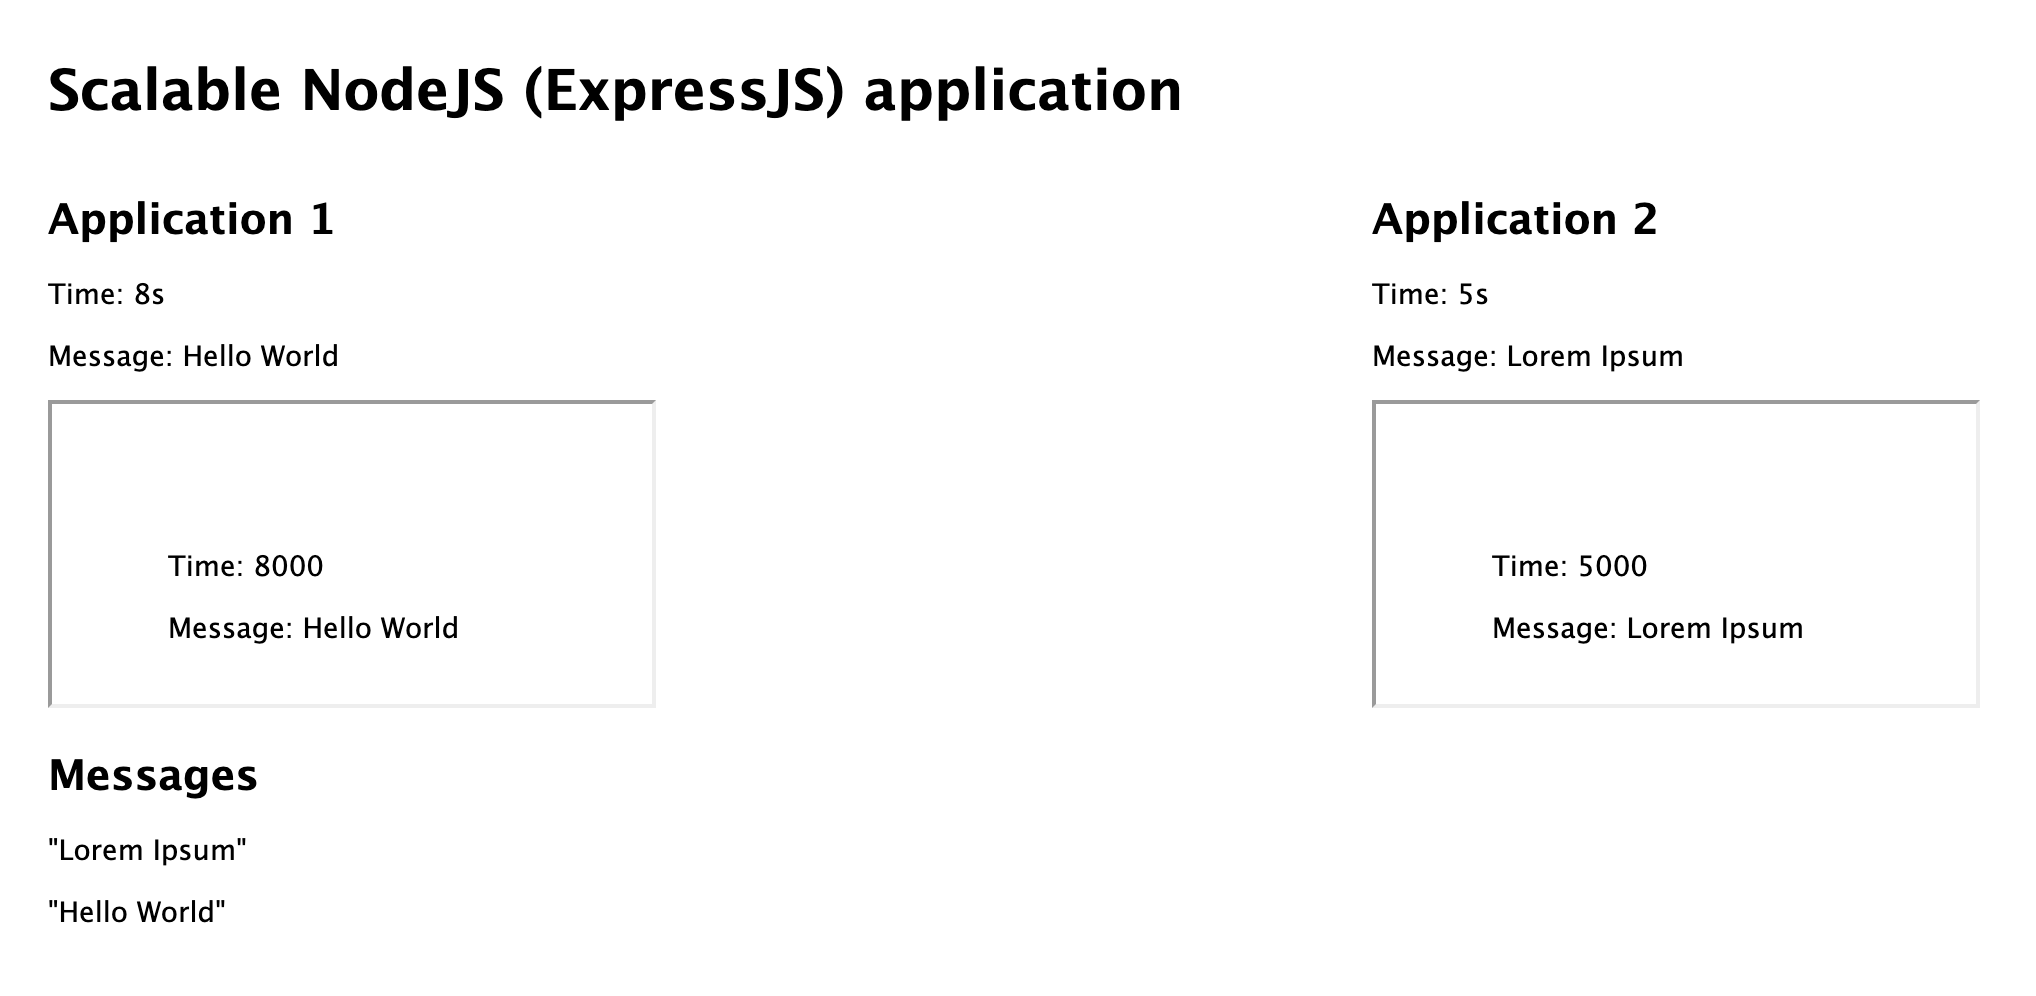 Scalable NodeJS (ExpressJS) application
Application 1
Time: 8s
Message: Hello World
Time: 8000
Message: Hello World
Application 2
Time: 5s
Message: Lorem Ipsum
Time: 5000
Message: Lorem Ipsum
Messages
"Lorem Ipsum"
"Hello World"